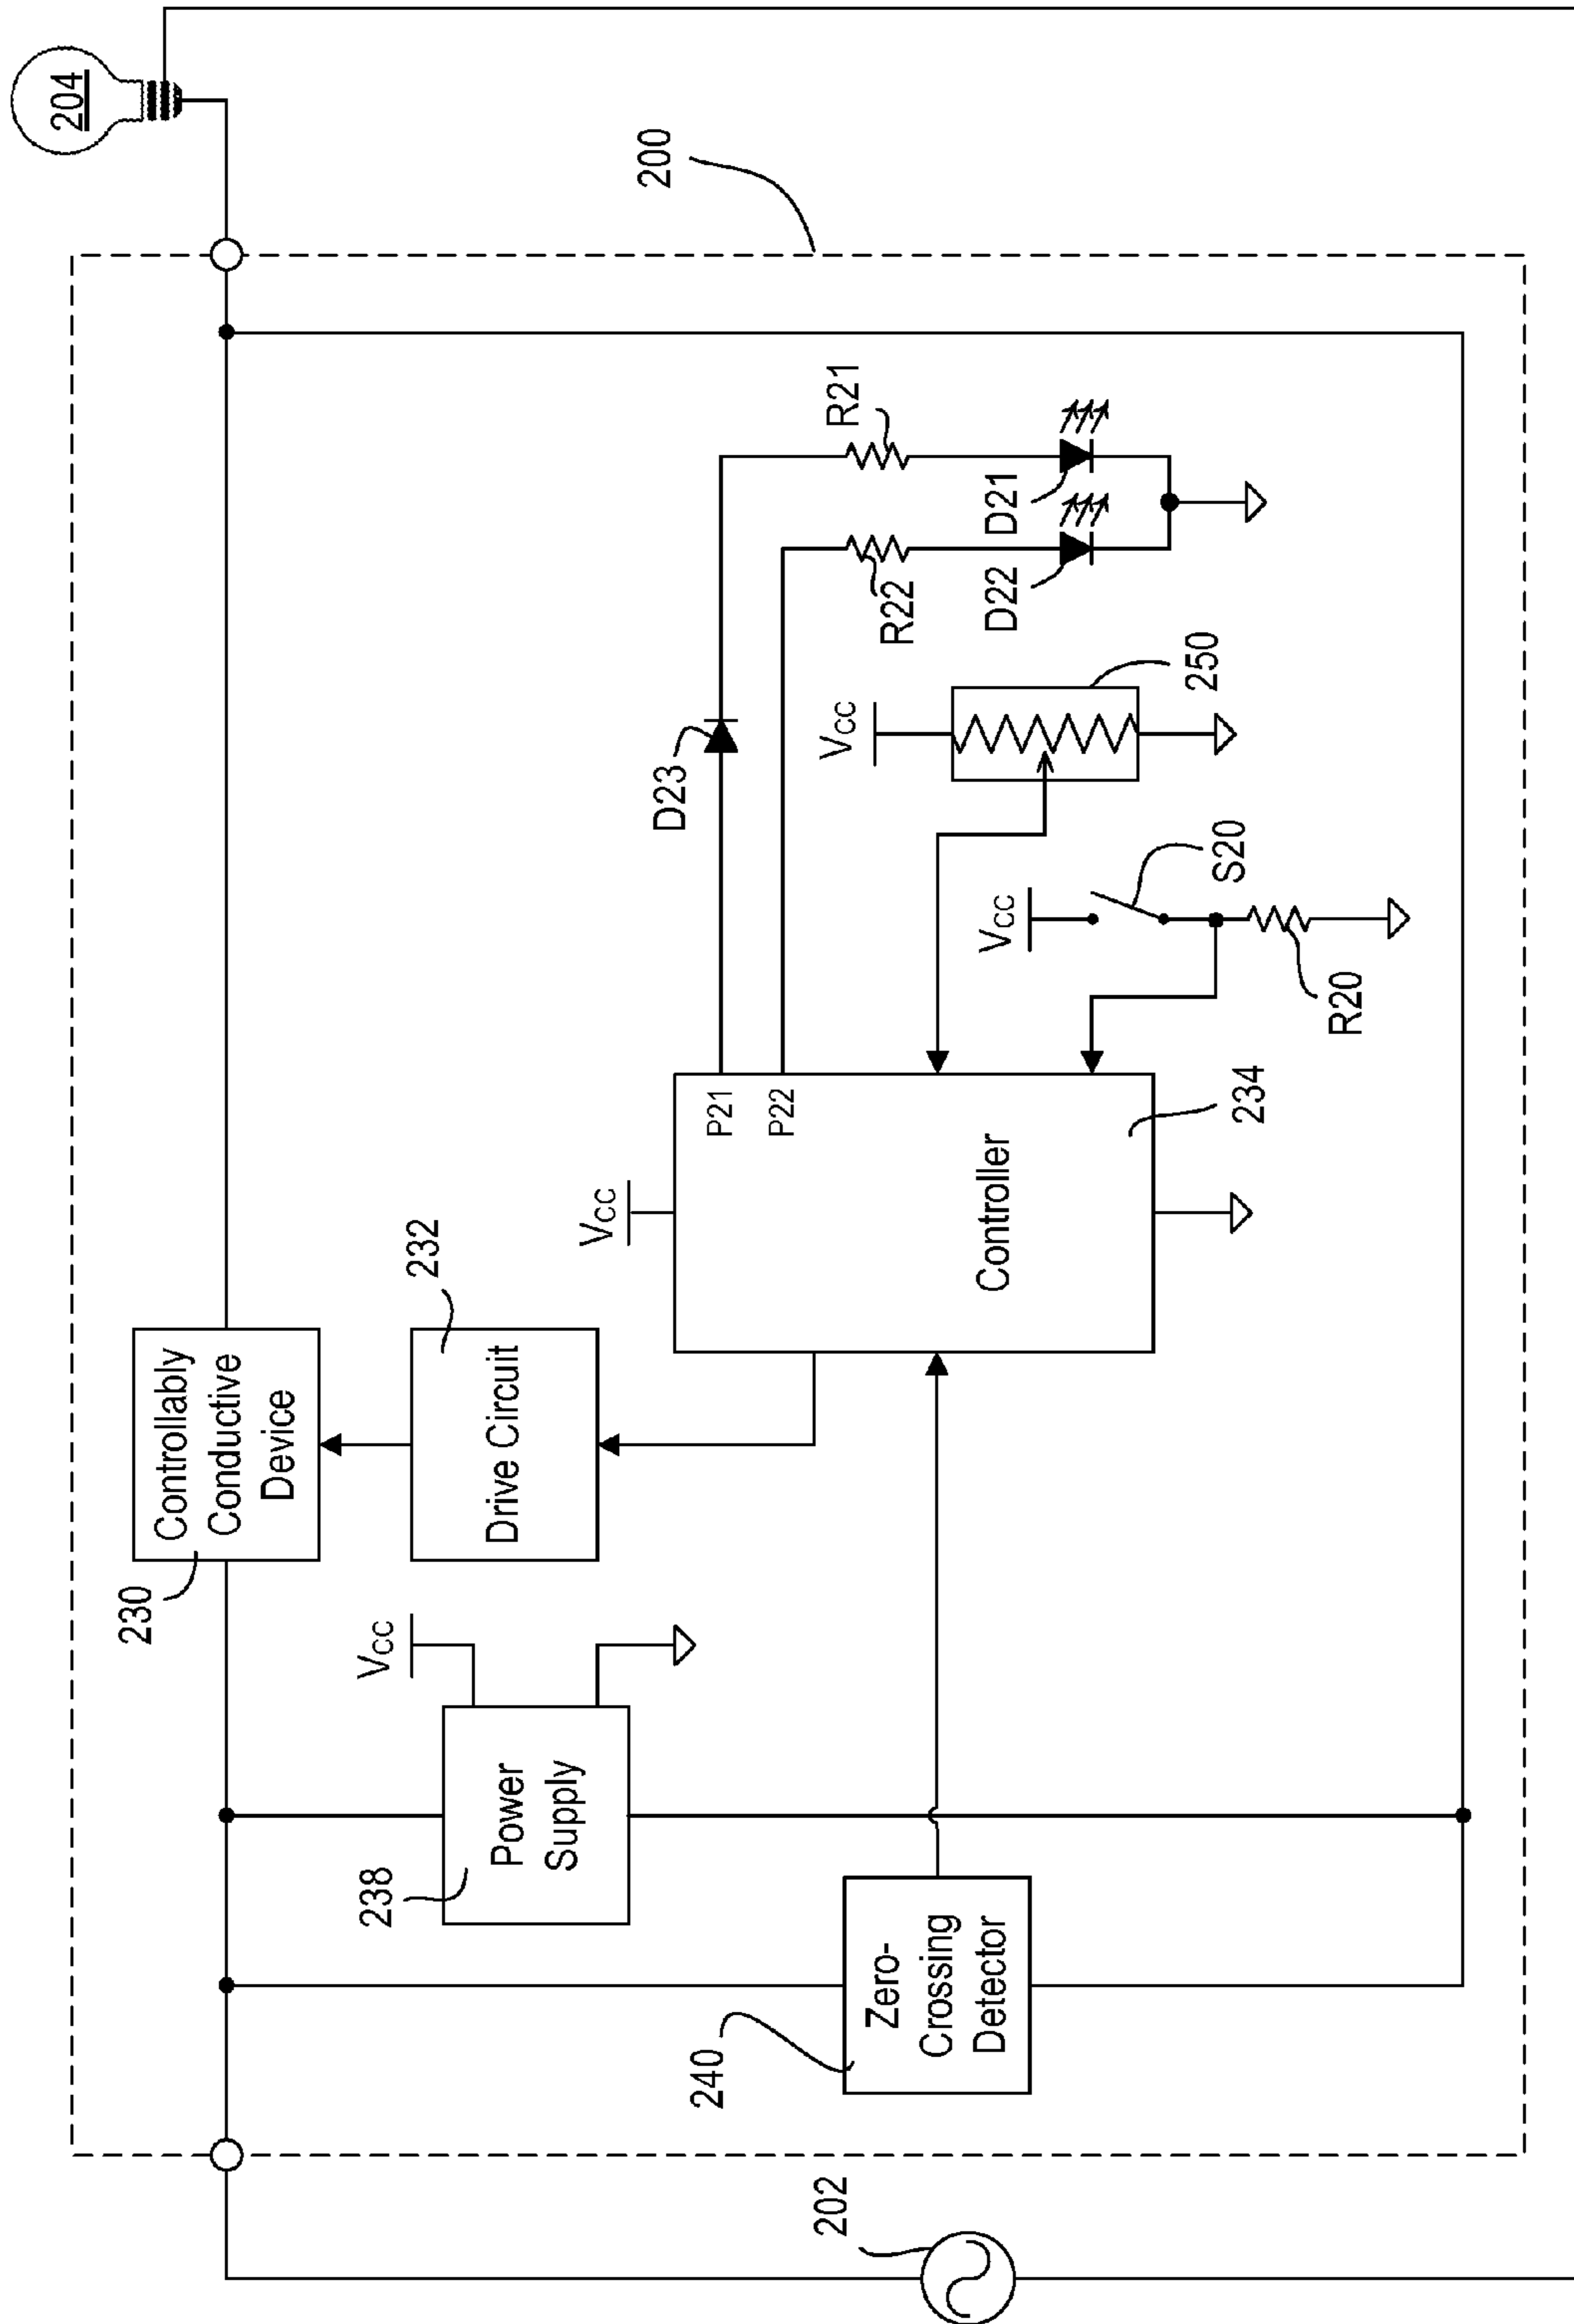 204
200
230
Controllably
Conductive
Device
232
Drive Circuit
Vcc
238
Power
Supply
Vcc
P21
P22
Controller
234
D23
R21
R22
D21
D22
Vcc
250
Vcc
S20
R20
240
Zero-
Crossing
Detector
202